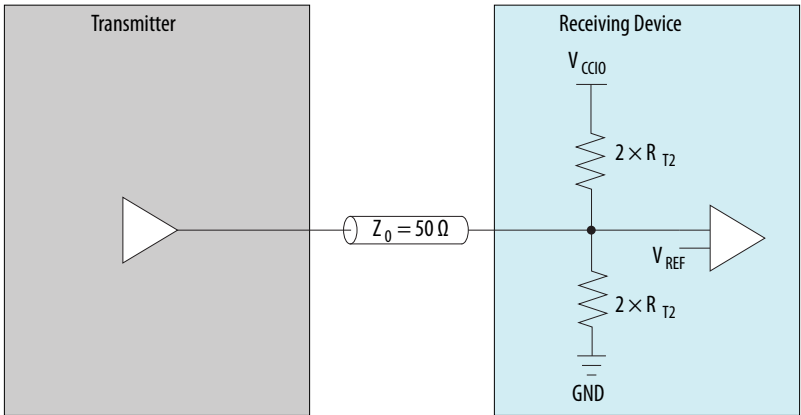 Transmitter
Receiving Device
V CCIO
2 × R T2
Z 0 = 50 Ω
V REF
2 × R T2
GND